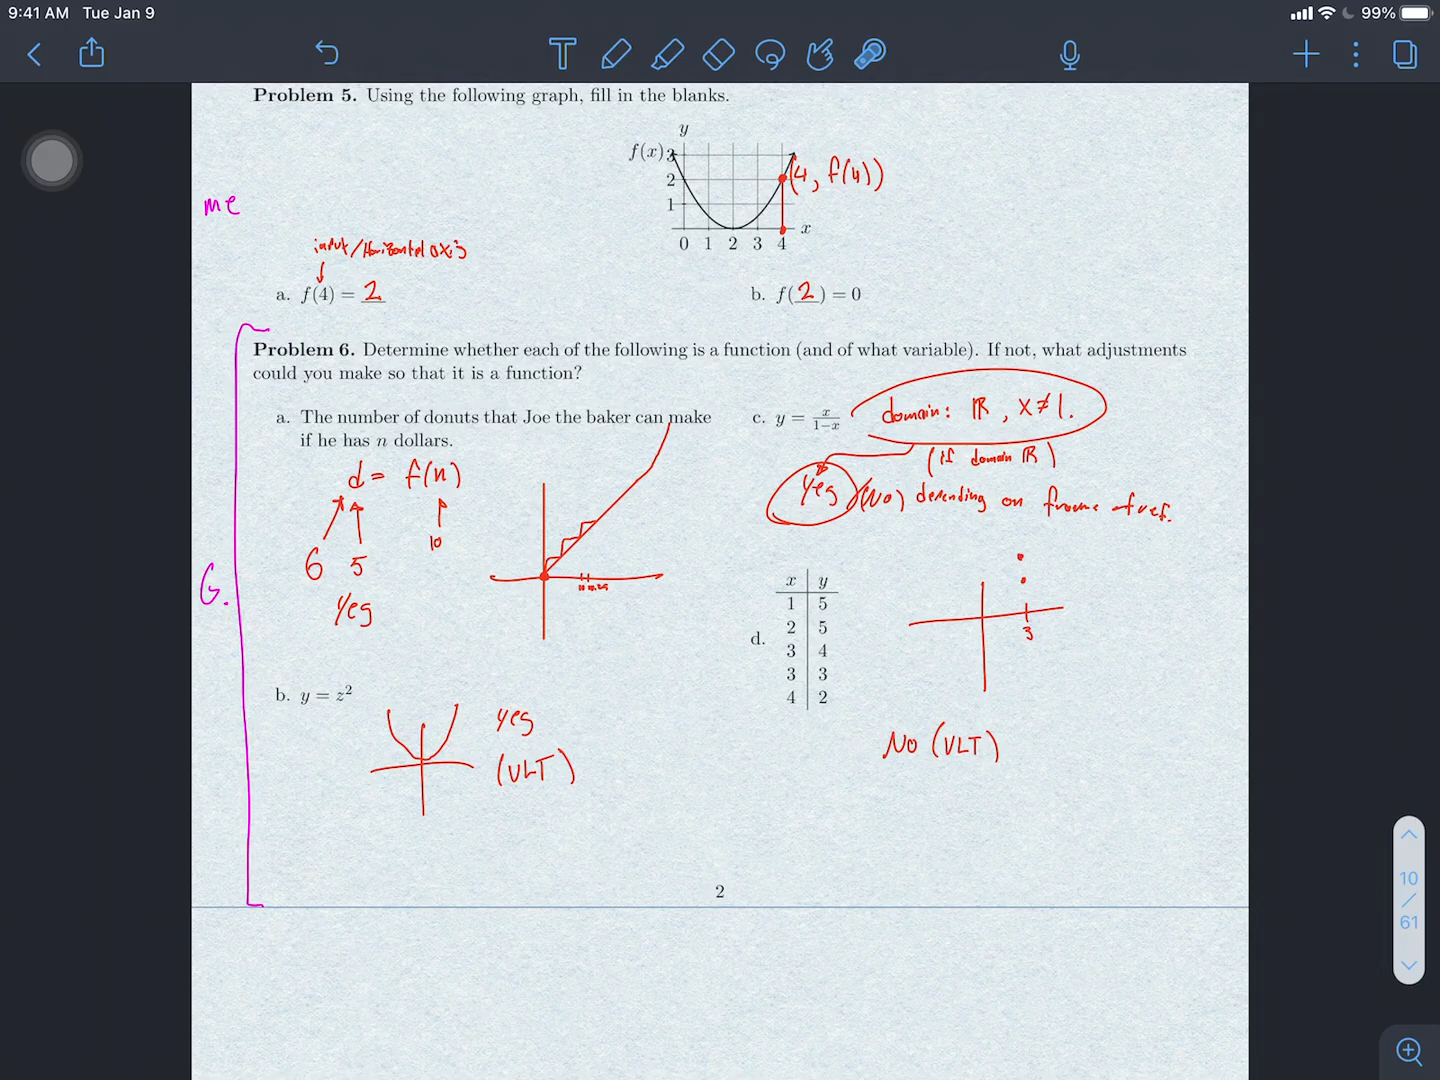 9:41 AM Tue Jan 9
99%
Problem 5. Using the following graph, fill in the blanks.
y
f(x)
3
2
1
x
0 1 2 3 4
(4, f(4))
me
input/Horizontal axis
a. f(4) = 2
b. f( 2 ) = 0
Problem 6. Determine whether each of the following is a function (and of what variable). If not, what adjustments
could you make so that it is a function?
a. The number of donuts that Joe the baker can make
if he has n dollars.
d = f(n)
10
6 5
Yes
G.
b. y = z²
yes
(VLT)
c. y = x/(1−x)
domain: ℝ, x≠1.
(if domain ℝ)
Yes (No) depending on frame of ref.
d.
x y
1 5
2 5
3 4
3 3
4 2
3
No (VLT)
2
10
/
61